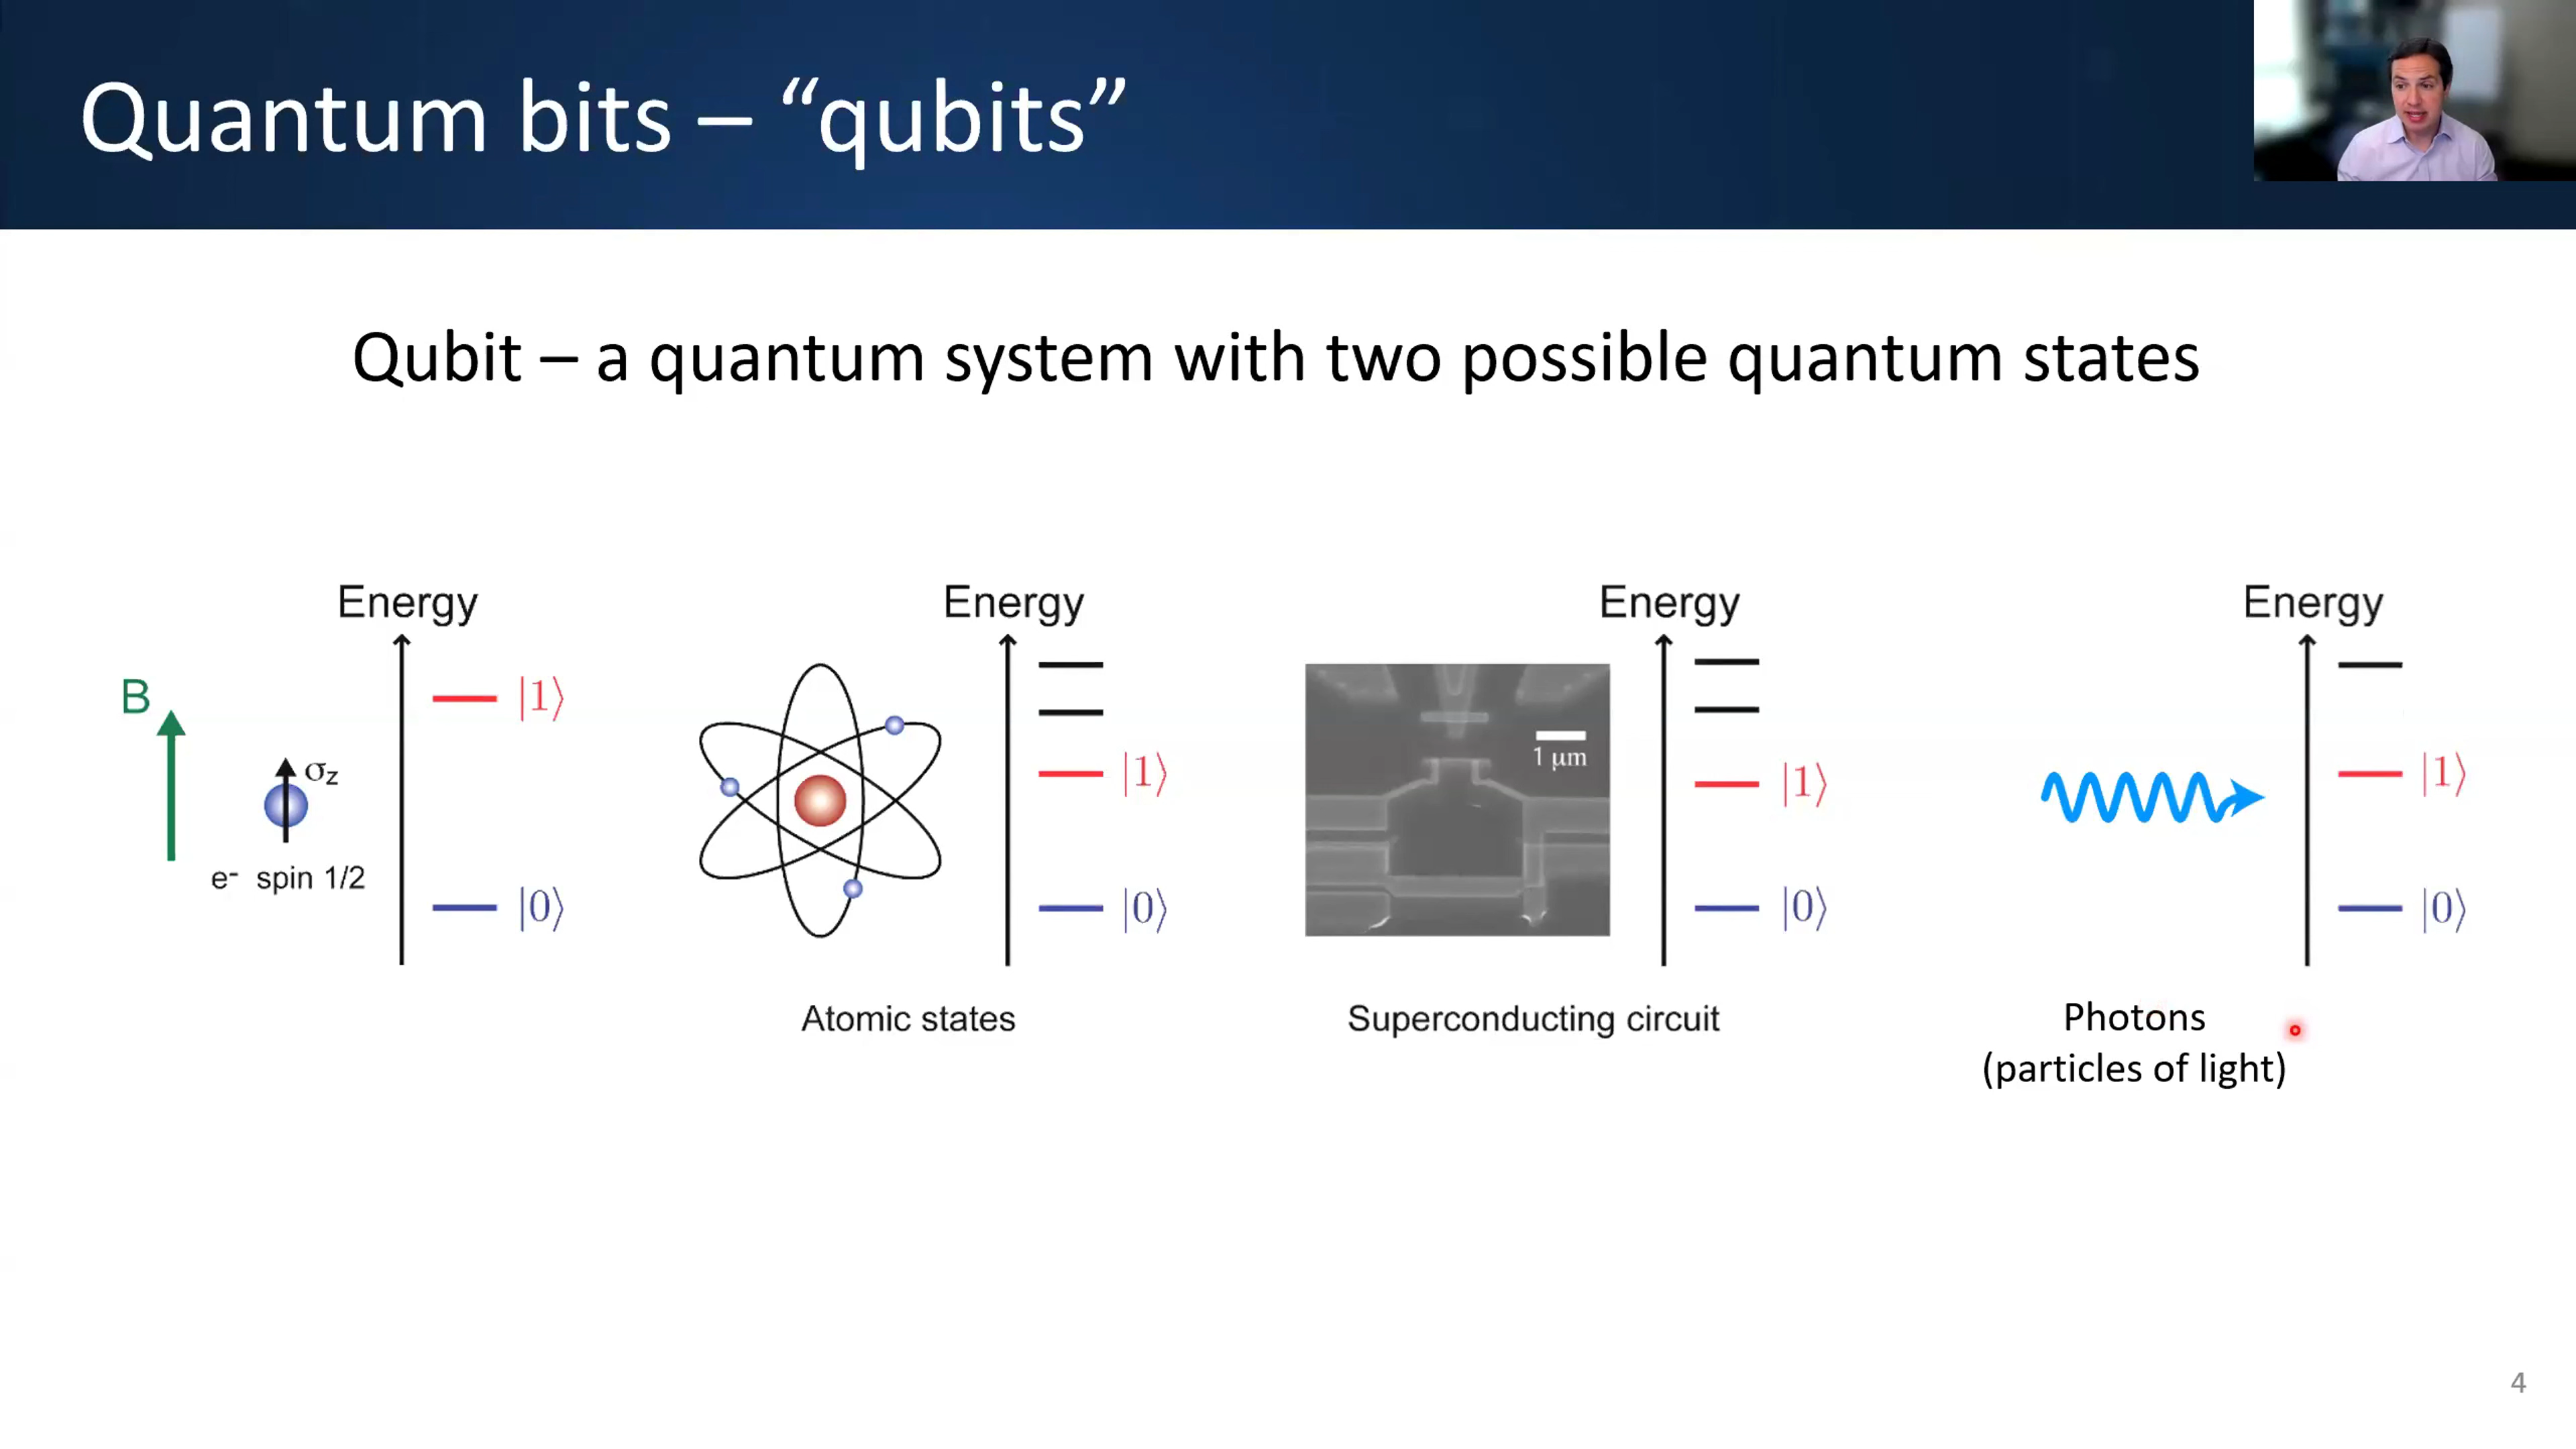 Quantum bits – “qubits”
Qubit – a quantum system with two possible quantum states
Energy
B
σz
e- spin 1/2
|1⟩
|0⟩
Energy
|1⟩
|0⟩
Atomic states
Energy
1 µm
|1⟩
|0⟩
Superconducting circuit
Energy
|1⟩
|0⟩
Photons
(particles of light)
4